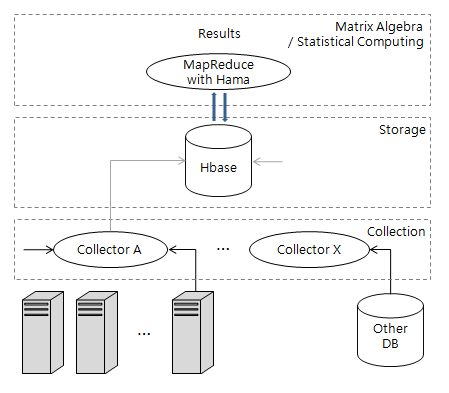 Matrix Algebra
/ Statistical Computing
Results
MapReduce
with Hama
Storage
Hbase
Collection
Collector A
...
Collector X
...
Other
DB